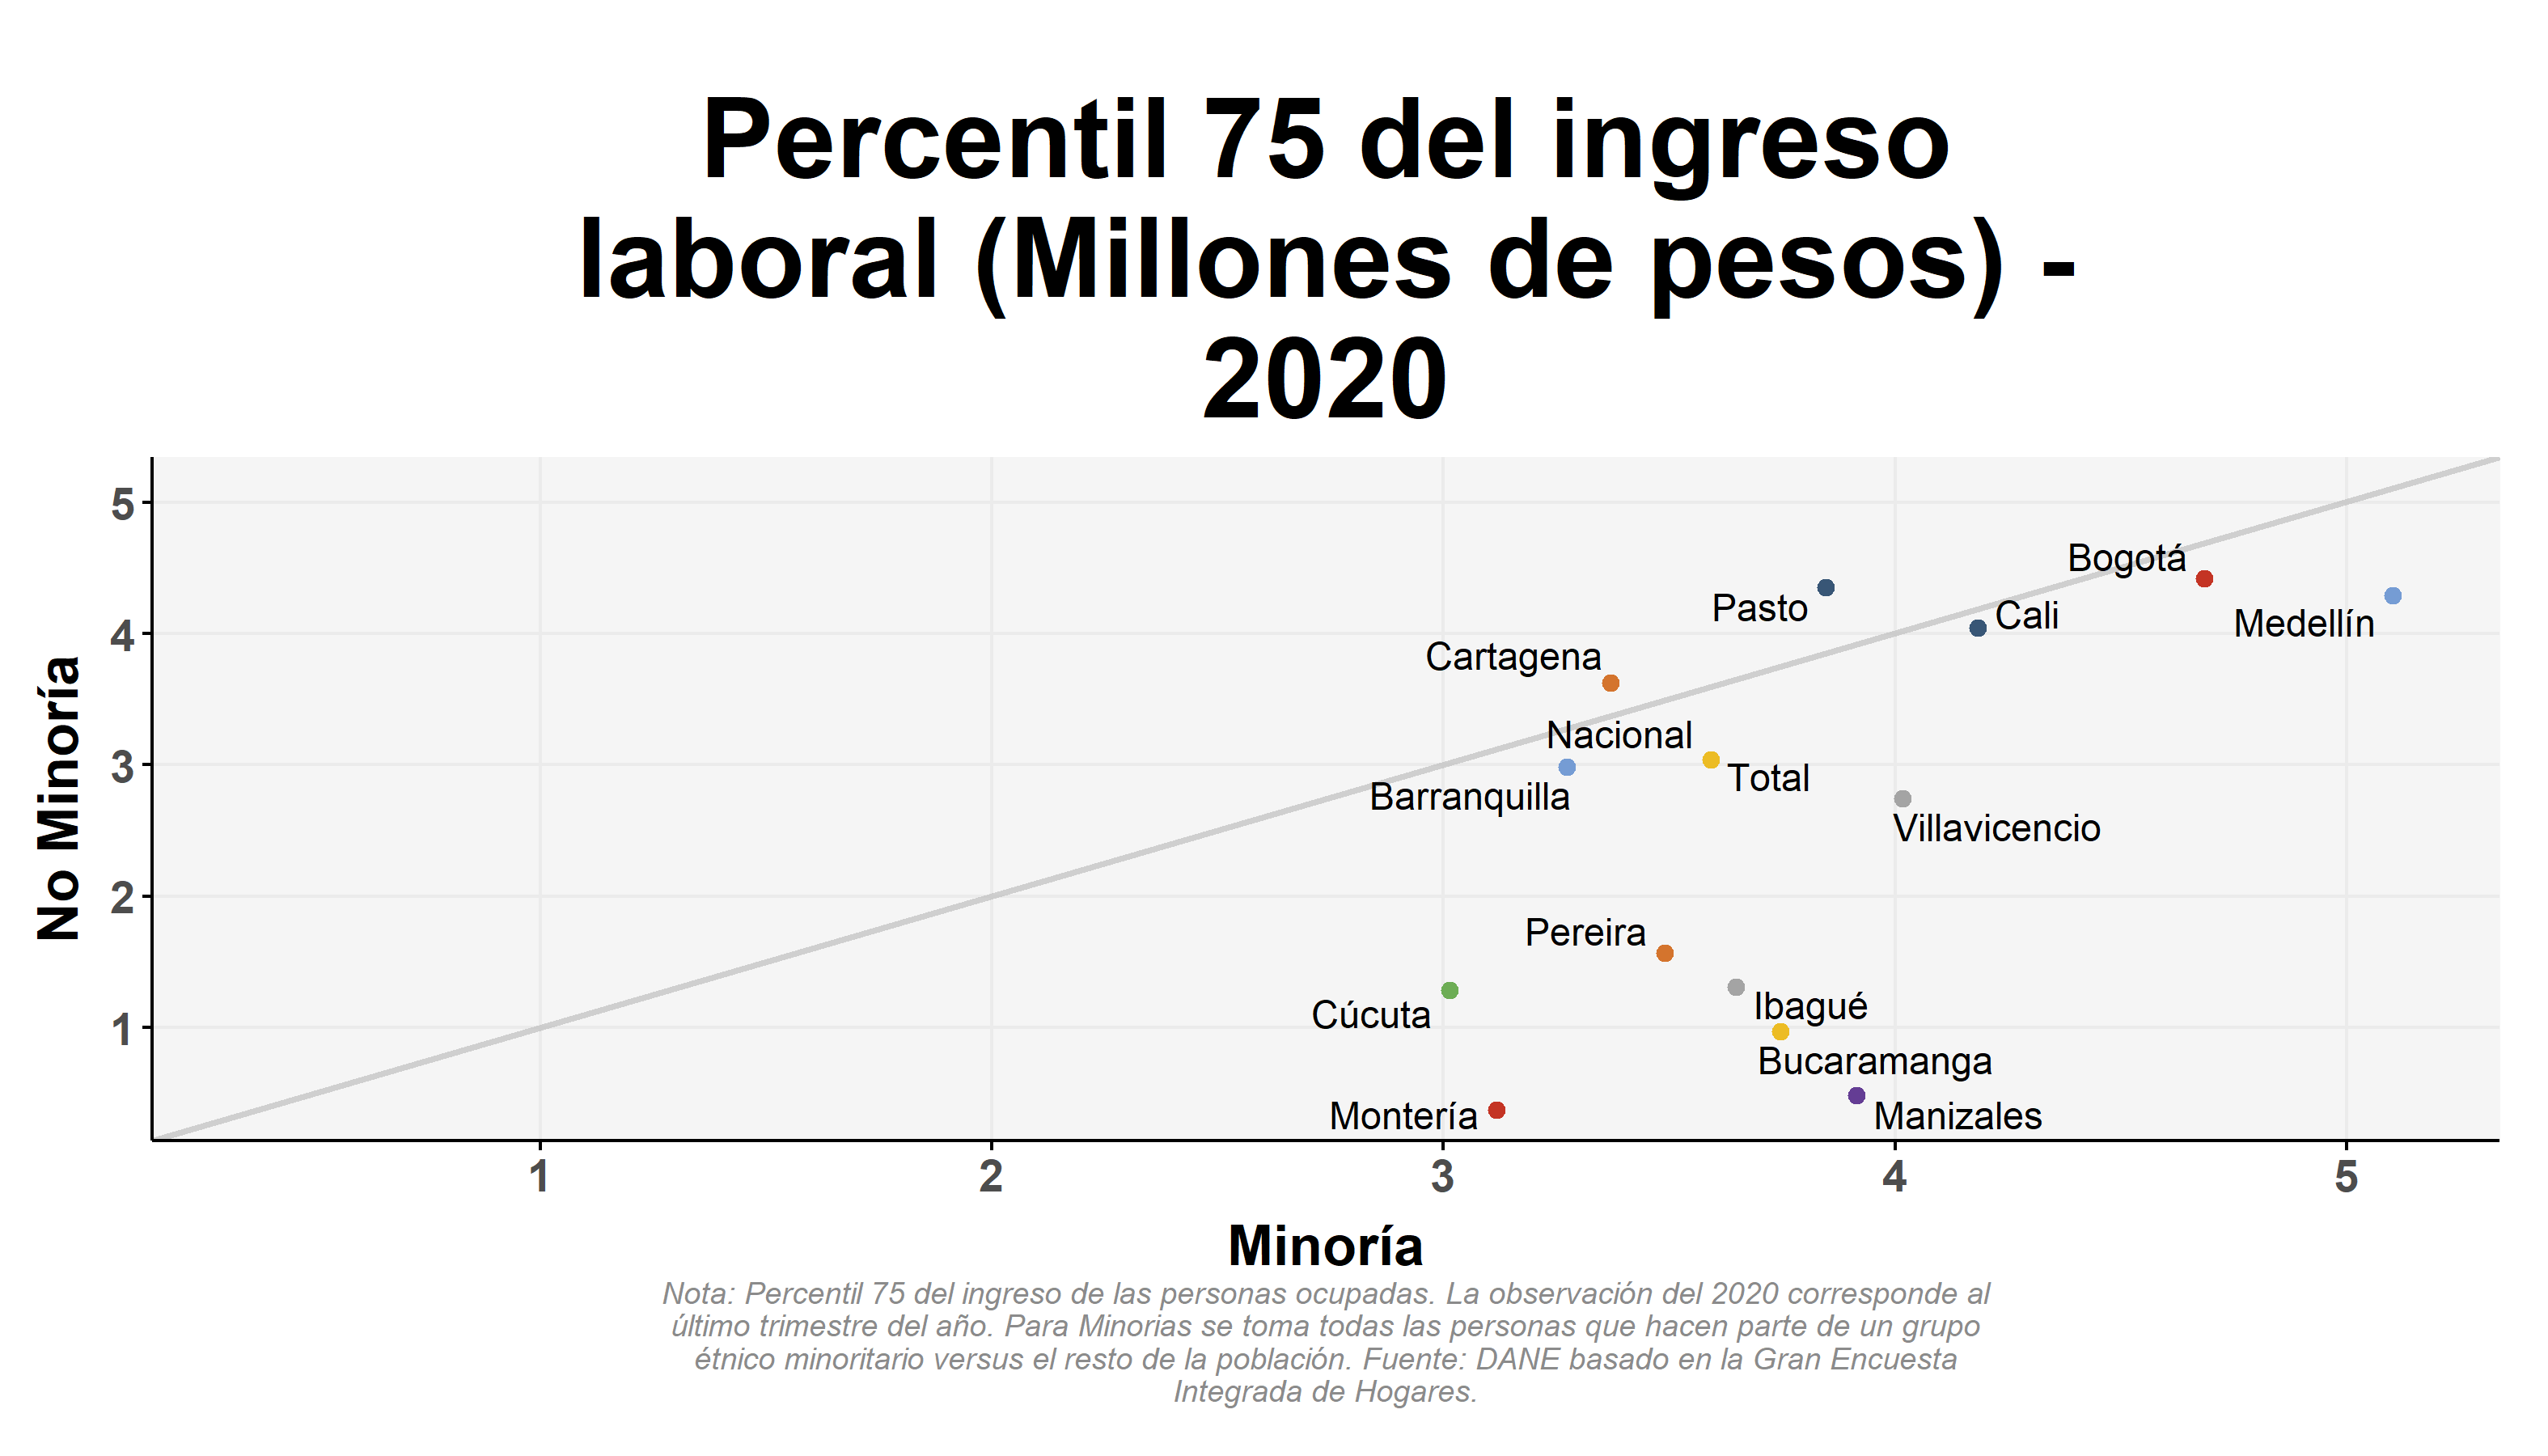 Percentil 75 del ingreso
laboral (Millones de pesos) -
2020
No Minoría
5
4
3
2
1
Bogotá
Pasto
Cali
Medellín
Cartagena
Nacional
Total
Barranquilla
Villavicencio
Pereira
Ibagué
Cúcuta
Bucaramanga
Montería
Manizales
1 2 3 4 5
Minoría
Nota: Percentil 75 del ingreso de las personas ocupadas. La observación del 2020 corresponde al
último trimestre del año. Para Minorias se toma todas las personas que hacen parte de un grupo
étnico minoritario versus el resto de la población. Fuente: DANE basado en la Gran Encuesta
Integrada de Hogares.